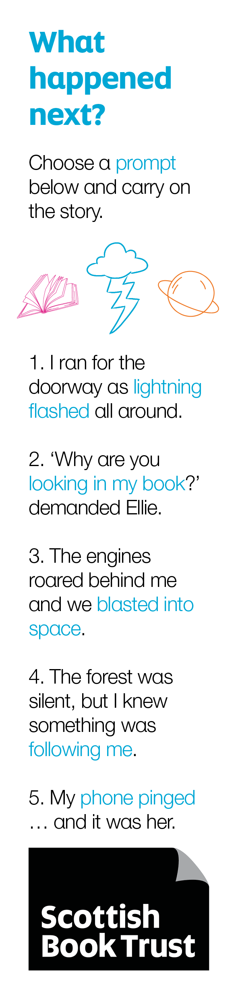 What
happened
next?
Choose a prompt
below and carry on
the story.
1. I ran for the
doorway as lightning
flashed all around.
2. ‘Why are you
looking in my book?’
demanded Ellie.
3. The engines
roared behind me
and we blasted into
space.
4. The forest was
silent, but I knew
something was
following me.
5. My phone pinged
… and it was her.
Scottish
Book Trust